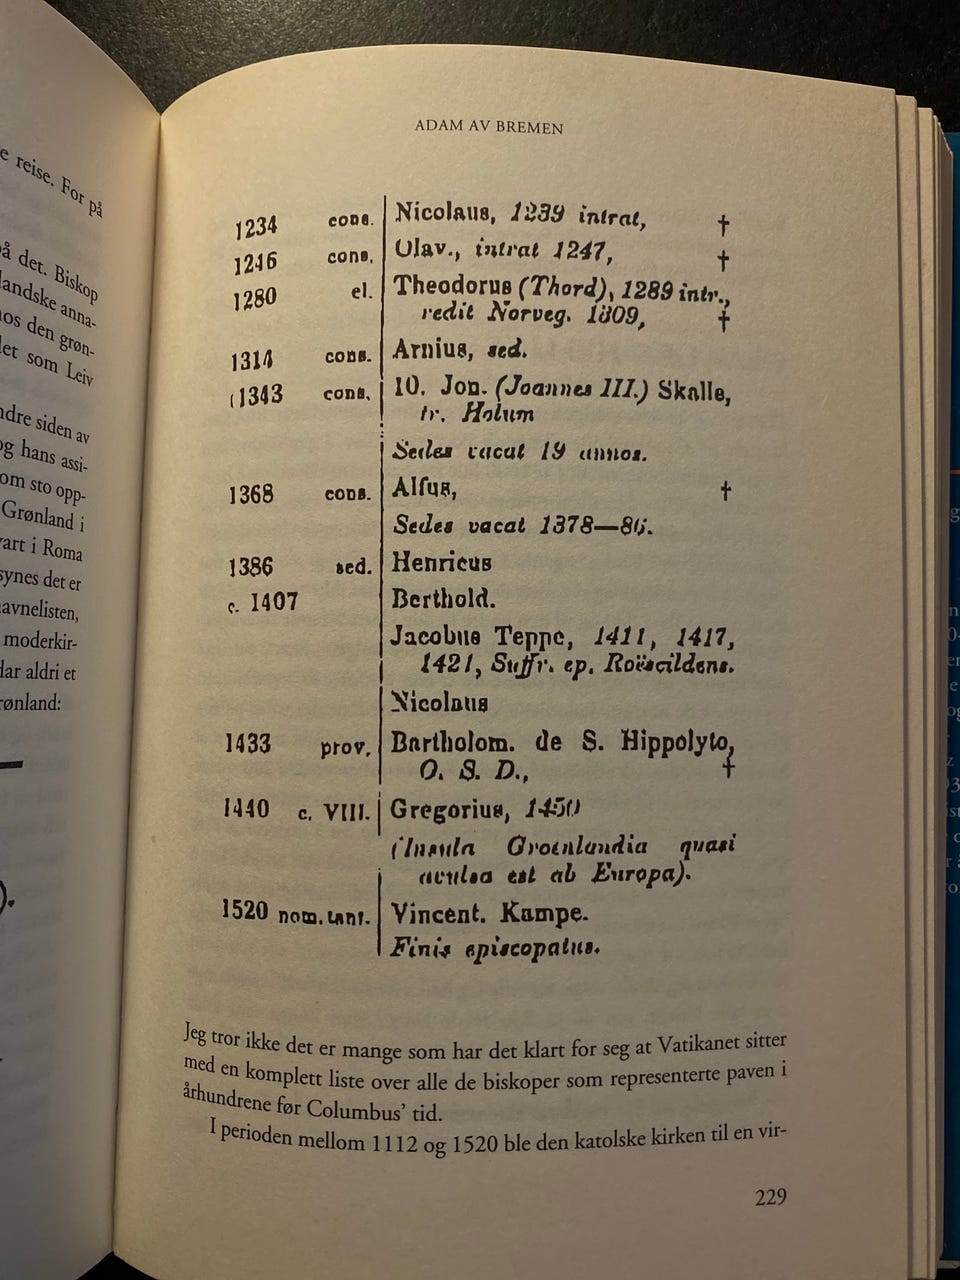 e reise. For på
å det. Biskop
landske anna-
nos den grøn-
let som Leiv
ndre siden av
og hans assi-
om sto opp-
Grønland i
vart i Roma
synes det er
navnelisten,
moderkir-
Har aldri et
rønland:
ADAM AV BREMEN
1234 cons. Nicolaus, 1239 intrat, †
1246 cons. Olav., intrat 1247, †
1280 el. Theodorus (Thord), 1289 intr.,
redit Norveg. 1309, †
1314 cons. Arnius, sed.
(1343 cons. 10. Jon. (Joannes III.) Skalle,
tr. Holum
Sedes vacat 19 annos.
1368 cons. Alfus, †
Sedes vacat 1378—86.
1386 sed. Henricus
c. 1407 Berthold.
Jacobus Teppe, 1411, 1417,
1421, Suffr. ep. Roëscildens.
Nicolaus
1433 prov. Bartholom. de S. Hippolyto,
O. S. D., †
1440 c. VIII. Gregorius, 1450
(Insula Groenlandia quasi
avulsa est ab Europa).
1520 nom. tant. Vincent. Kampe.
Finis episcopatus.
Jeg tror ikke det er mange som har det klart for seg at Vatikanet sitter
med en komplett liste over alle de biskoper som representerte paven i
århundrene før Columbus' tid.
I perioden mellom 1112 og 1520 ble den katolske kirken til en vir-
229